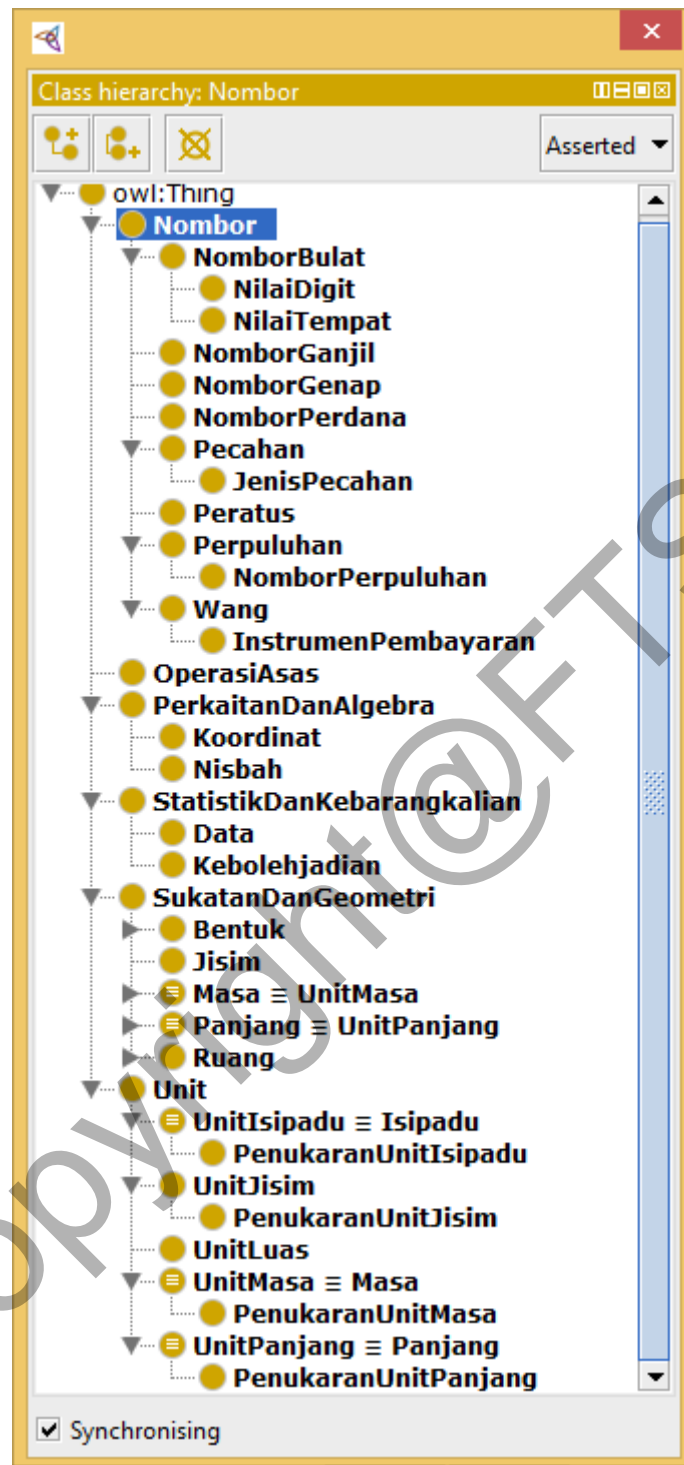 Class hierarchy: Nombor
Asserted
owl:Thing
Nombor
NomborBulat
NilaiDigit
NilaiTempat
NomborGanjil
NomborGenap
NomborPerdana
Pecahan
JenisPecahan
Peratus
Perpuluhan
NomborPerpuluhan
Wang
InstrumenPembayaran
OperasiAsas
PerkaitanDanAlgebra
Koordinat
Nisbah
StatistikDanKebarangkalian
Data
Kebolehjadian
SukatanDanGeometri
Bentuk
Jisim
Masa ≡ UnitMasa
Panjang ≡ UnitPanjang
Ruang
Unit
UnitIsipadu ≡ Isipadu
PenukaranUnitIsipadu
UnitJisim
PenukaranUnitJisim
UnitLuas
UnitMasa ≡ Masa
PenukaranUnitMasa
UnitPanjang ≡ Panjang
PenukaranUnitPanjang
Synchronising
opyright@FTS